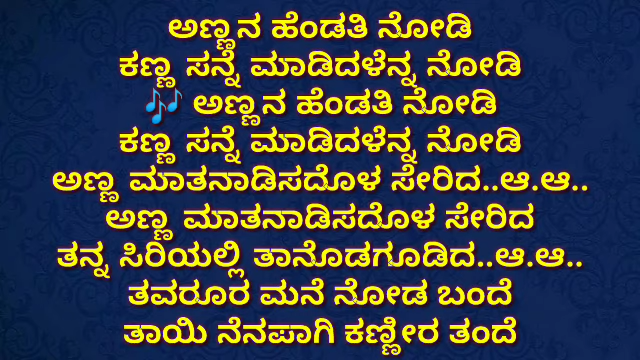 ಅಣ್ಣನ ಹೆಂಡತಿ ನೋಡಿ
ಕಣ್ಣ ಸನ್ನೆ ಮಾಡಿದಳೆನ್ನ ನೋಡಿ
🎶 ಅಣ್ಣನ ಹೆಂಡತಿ ನೋಡಿ
ಕಣ್ಣ ಸನ್ನೆ ಮಾಡಿದಳೆನ್ನ ನೋಡಿ
ಅಣ್ಣ ಮಾತನಾಡಿಸದೊಳ ಸೇರಿದ..ಆ.ಆ..
ಅಣ್ಣ ಮಾತನಾಡಿಸದೊಳ ಸೇರಿದ
ತನ್ನ ಸಿರಿಯಲ್ಲಿ ತಾನೊಡಗೂಡಿದ..ಆ.ಆ..
ತವರೂರ ಮನೆ ನೋಡ ಬಂದೆ
ತಾಯಿ ನೆನಪಾಗಿ ಕಣ್ಣೀರ ತಂದೆ